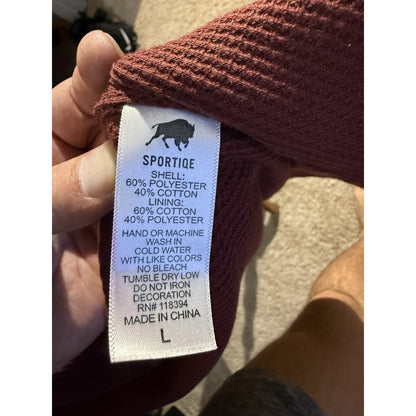 SPORTIQE
SHELL:
60% POLYESTER
40% COTTON
LINING:
60% COTTON
40% POLYESTER
HAND OR MACHINE
WASH IN
COLD WATER
WITH LIKE COLORS
NO BLEACH
TUMBLE DRY LOW
DO NOT IRON
DECORATION
RN# 118394
MADE IN CHINA
L